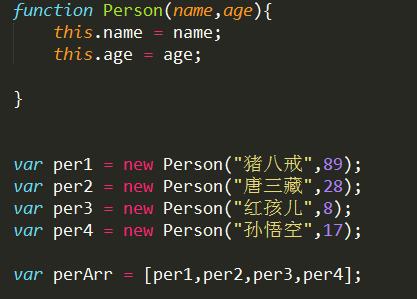 function Person(name,age){
    this.name = name;
    this.age = age;
}
var per1 = new Person("猪八戒",89);
var per2 = new Person("唐三藏",28);
var per3 = new Person("红孩儿",8);
var per4 = new Person("孙悟空",17);
var perArr = [per1,per2,per3,per4];